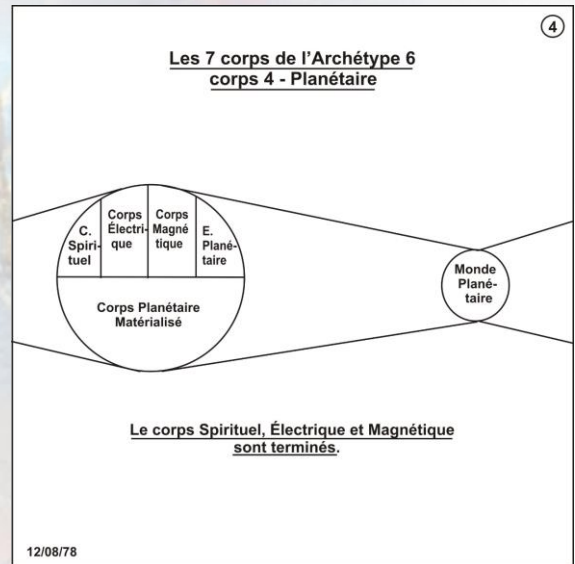 4
Les 7 corps de l'Archétype 6
corps 4 - Planétaire
C.
Spiri-
tuel
Corps
Électri-
que
Corps
Magné
tique
E.
Plané-
taire
Corps Planétaire
Matérialisé
Monde
Plané-
taire
Le corps Spirituel, Électrique et Magnétique
sont terminés.
12/08/78